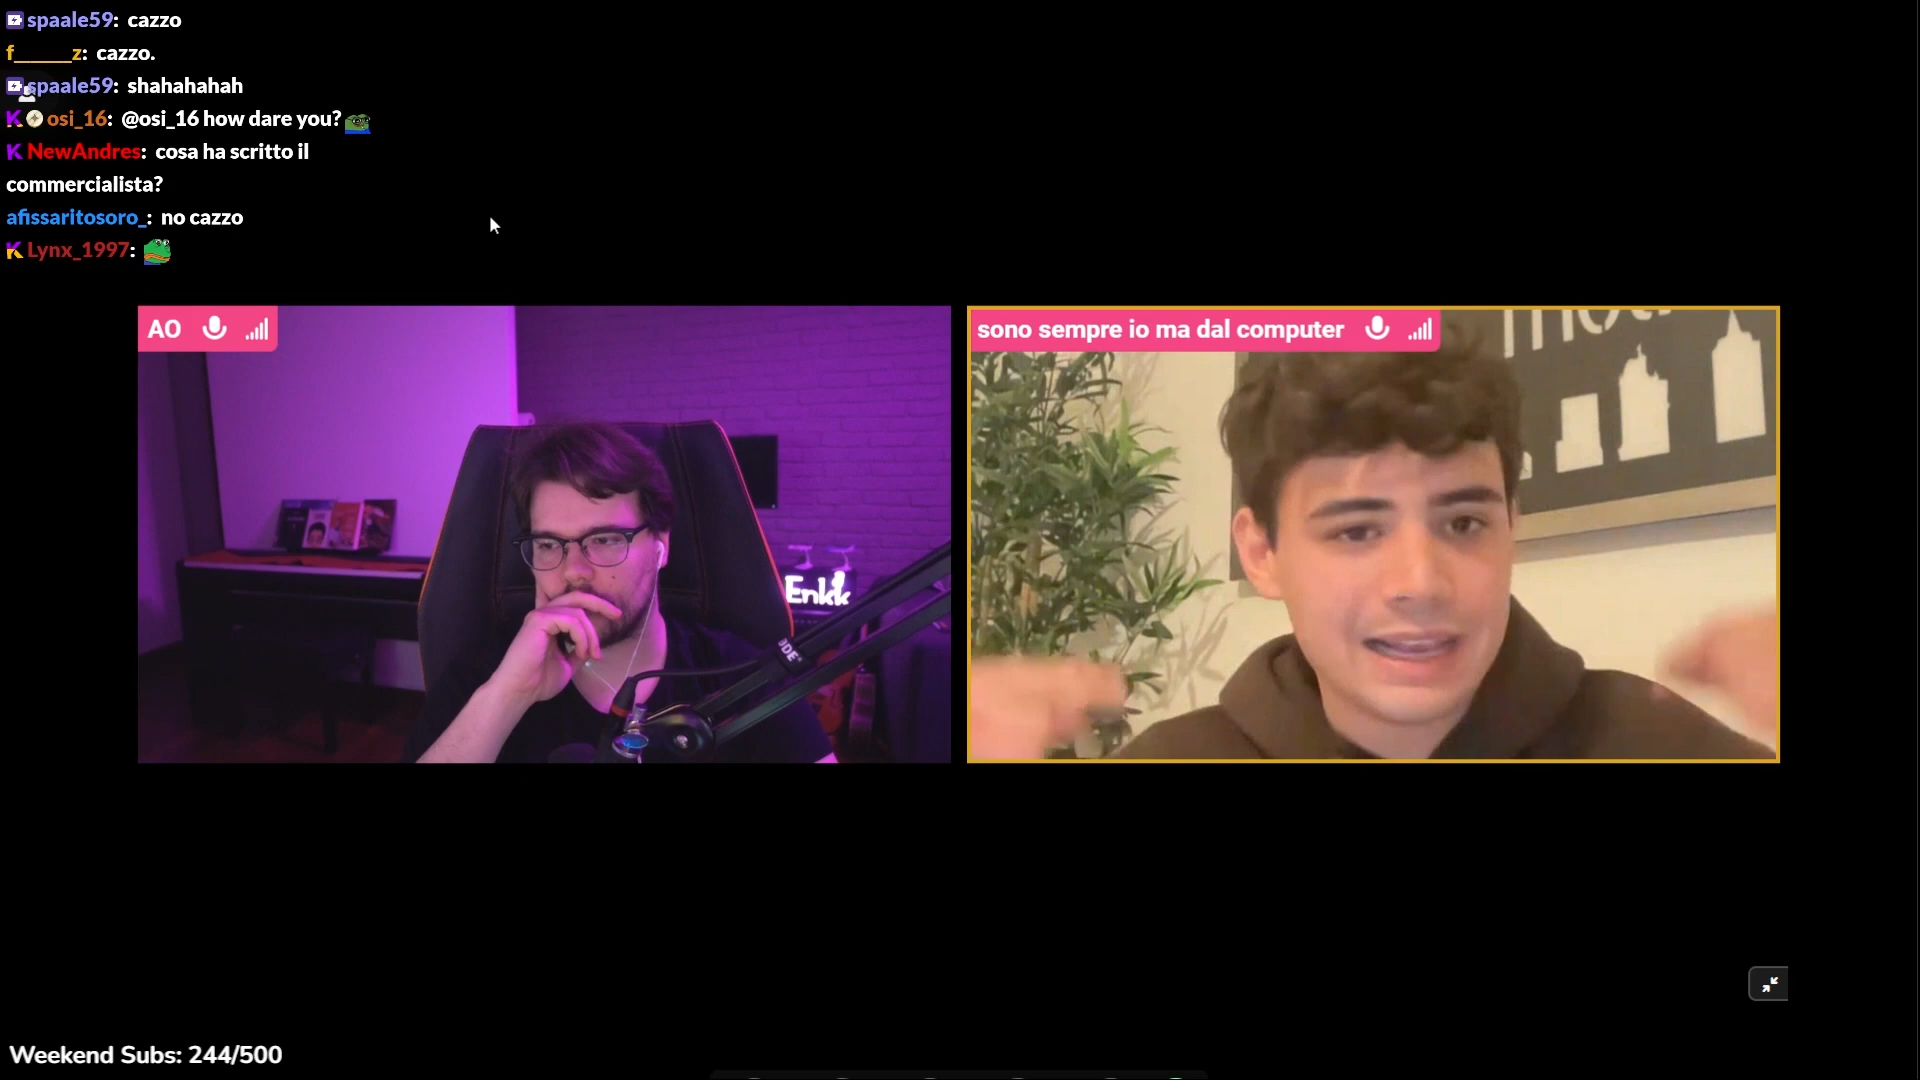 spaale59: cazzo
f______z: cazzo.
spaale59: shahahahah
osi_16: @osi_16 how dare you?
NewAndres: cosa ha scritto il
commercialista?
afissaritosoro_: no cazzo
Lynx_1997:
AO
sono sempre io ma dal computer
Enkk
Weekend Subs: 244/500